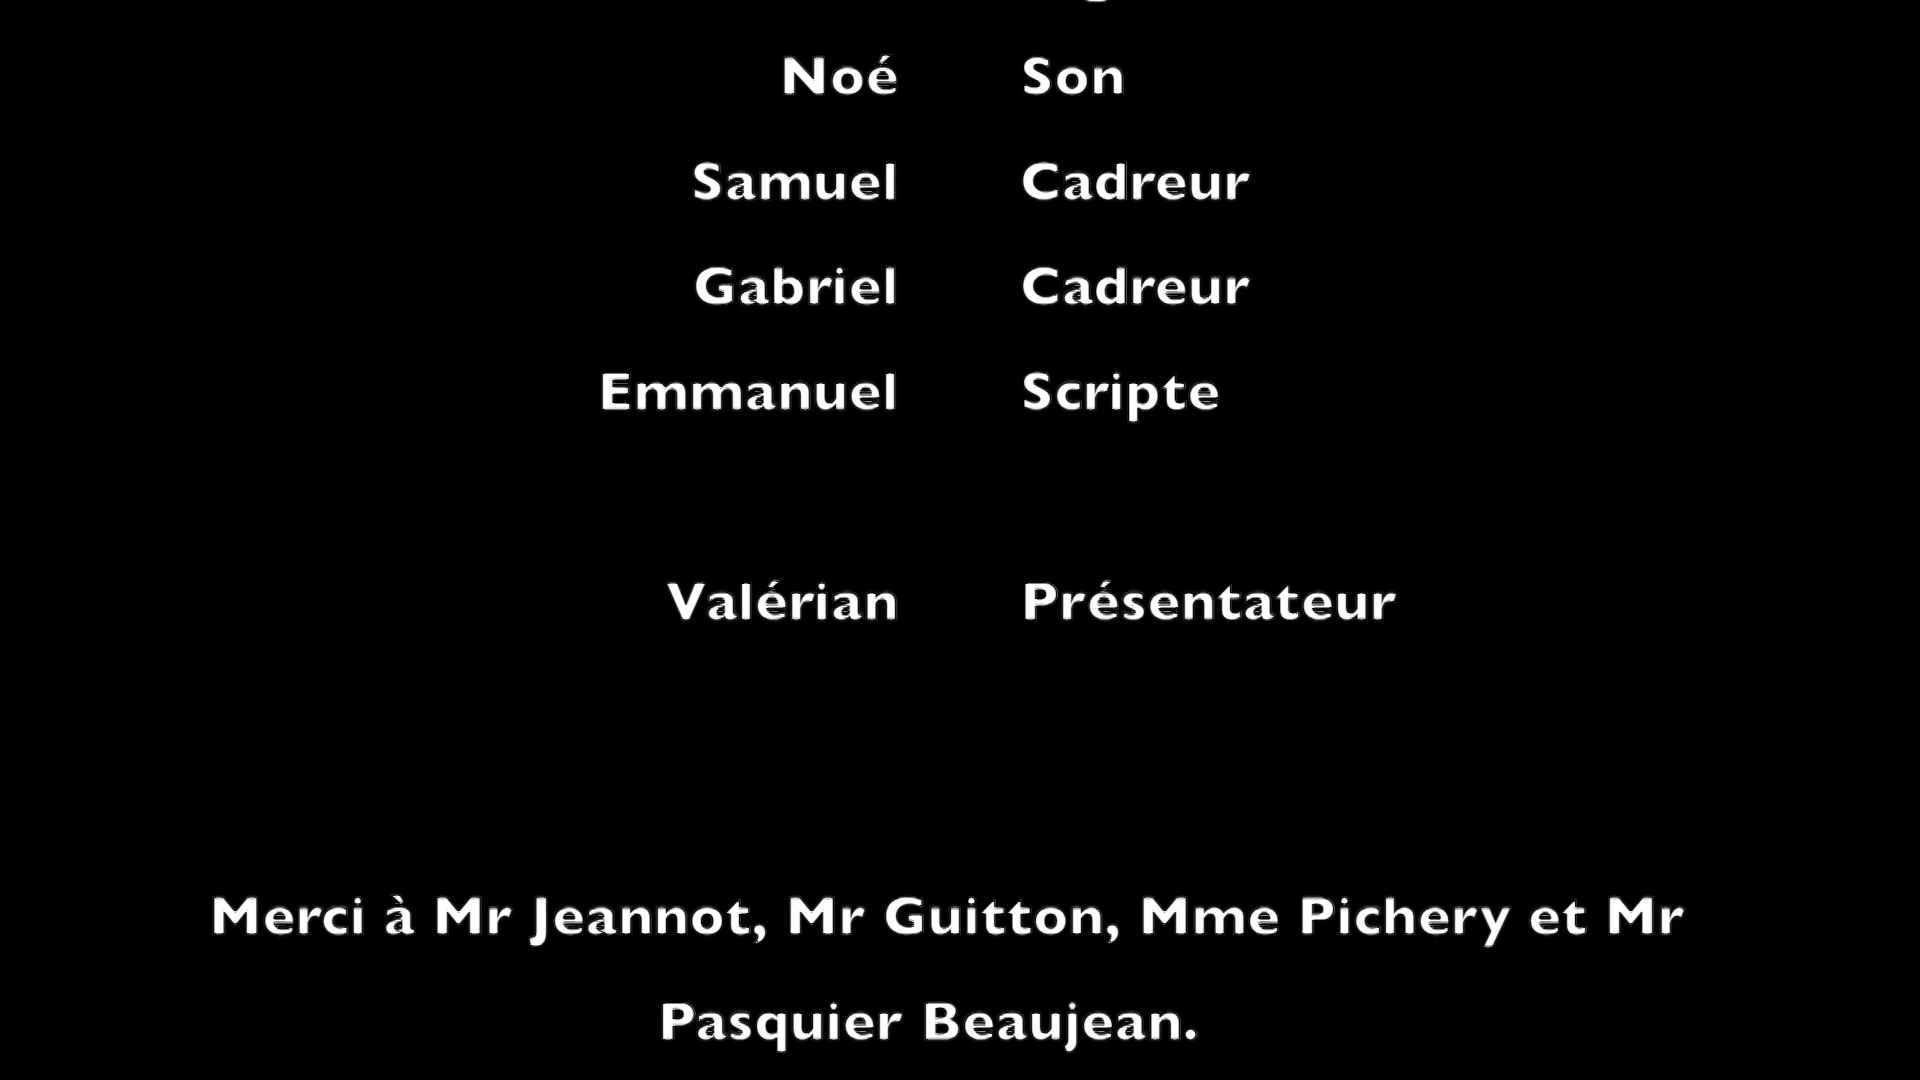 Noé Son
Samuel Cadreur
Gabriel Cadreur
Emmanuel Scripte
Valérian Présentateur
Merci à Mr Jeannot, Mr Guitton, Mme Pichery et Mr
Pasquier Beaujean.